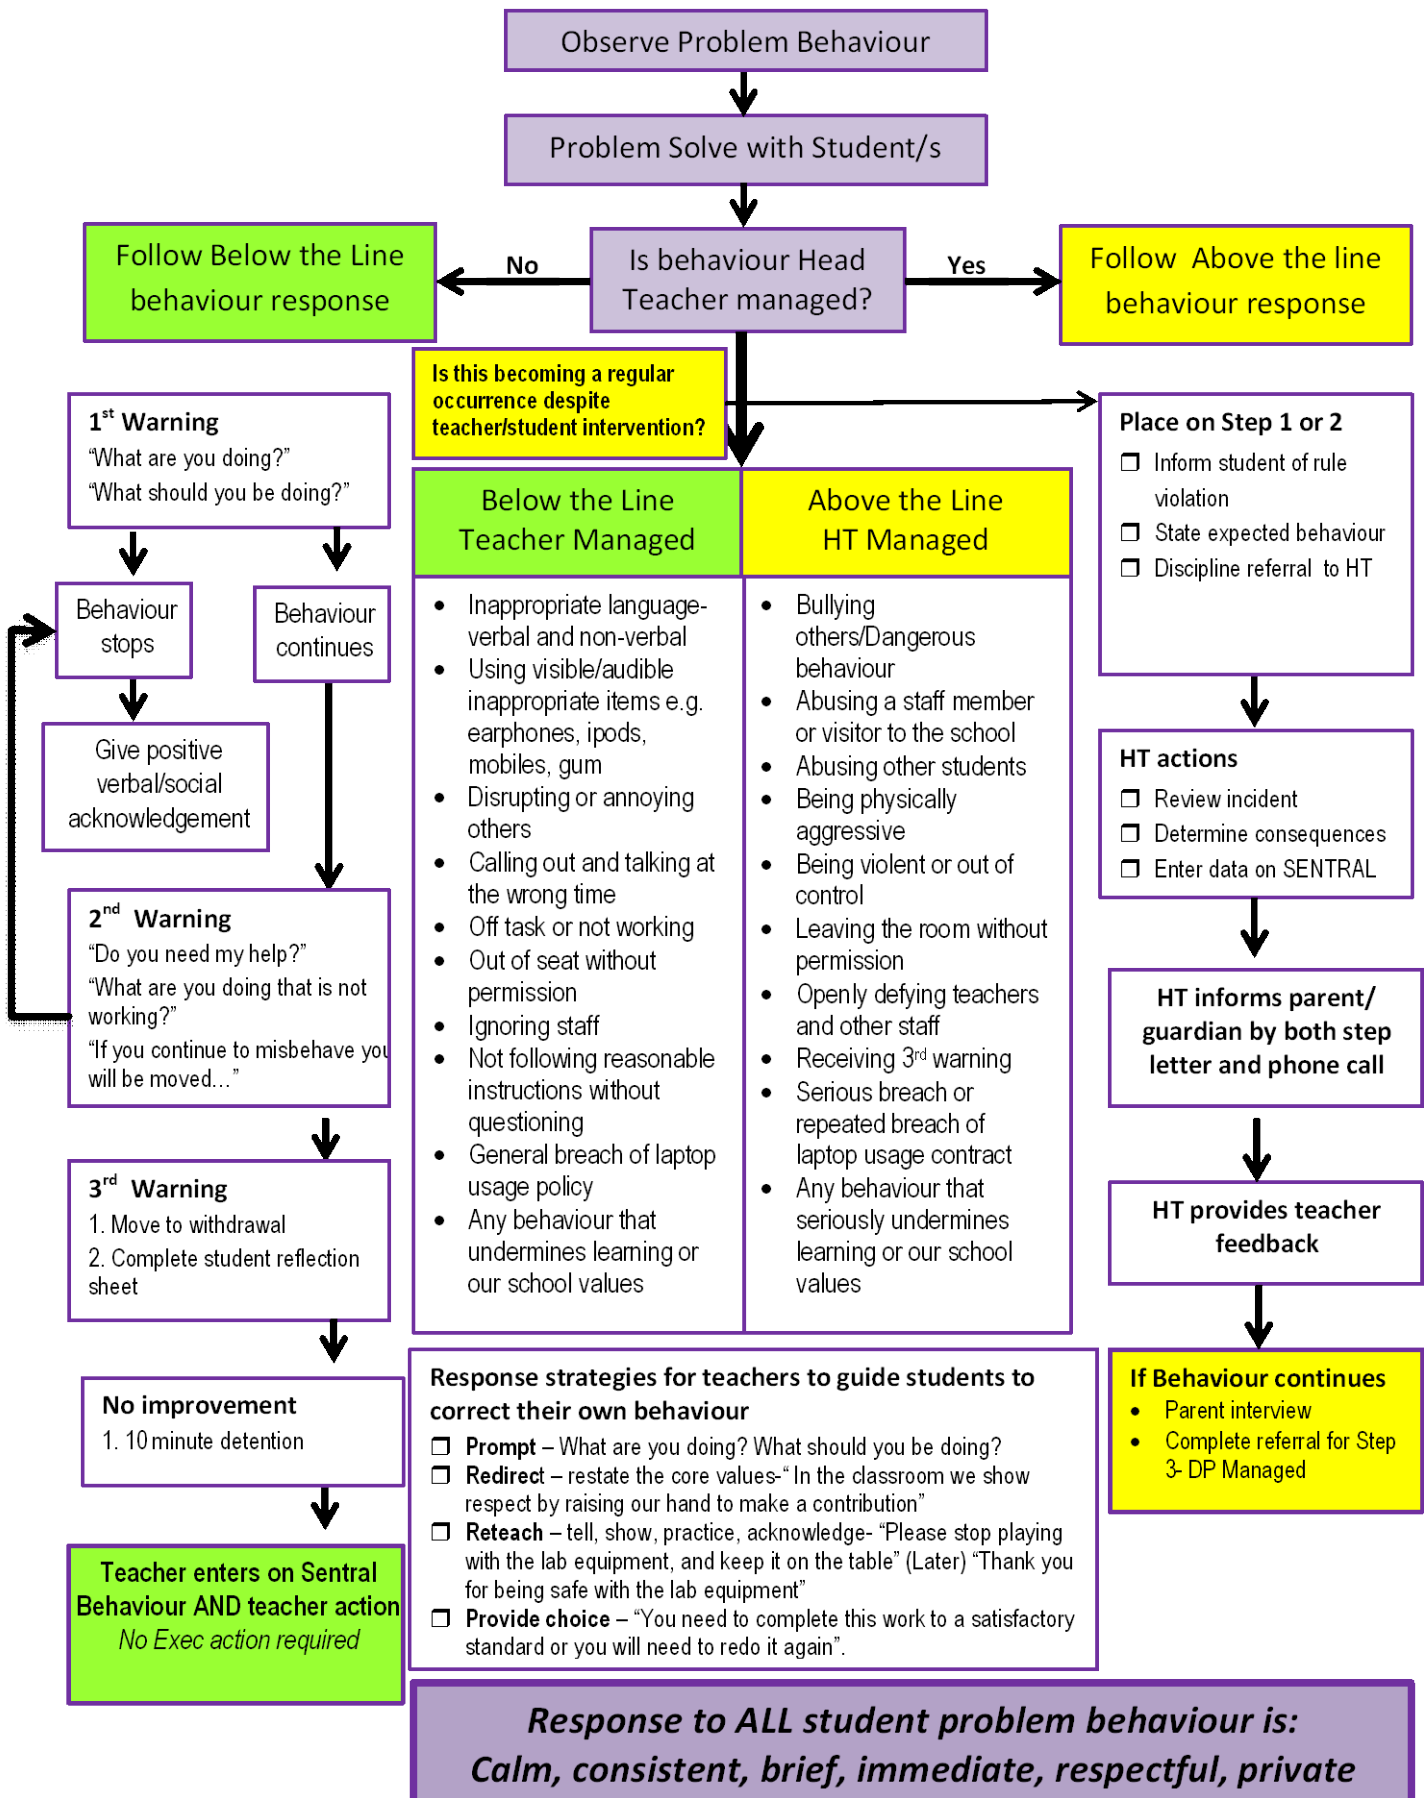 Observe Problem Behaviour
Problem Solve with Student/s
Follow Below the Line
behaviour response
No
Is behaviour Head
Teacher managed?
Yes
Follow  Above the line
behaviour response
Is this becoming a regular
occurrence despite
teacher/student intervention?
1st Warning
“What are you doing?”
“What should you be doing?”
Behaviour
stops
Behaviour
continues
Give positive
verbal/social
acknowledgement
2nd  Warning
“Do you need my help?”
“What are you doing that is not
working?”
“If you continue to misbehave you
will be moved…”
3rd  Warning
1. Move to withdrawal
2. Complete student reflection
sheet
No improvement
1. 10 minute detention
Teacher enters on Sentral
Behaviour AND teacher action
No Exec action required
Below the Line
Teacher Managed
• Inappropriate language-
verbal and non-verbal
• Using visible/audible
inappropriate items e.g.
earphones, ipods,
mobiles, gum
• Disrupting or annoying
others
• Calling out and talking at
the wrong time
• Off task or not working
• Out of seat without
permission
• Ignoring staff
• Not following reasonable
instructions without
questioning
• General breach of laptop
usage policy
• Any behaviour that
undermines learning or
our school values
Above the Line
HT Managed
• Bullying
others/Dangerous
behaviour
• Abusing a staff member
or visitor to the school
• Abusing other students
• Being physically
aggressive
• Being violent or out of
control
• Leaving the room without
permission
• Openly defying teachers
and other staff
• Receiving 3rd warning
• Serious breach or
repeated breach of
laptop usage contract
• Any behaviour that
seriously undermines
learning or our school
values
Place on Step 1 or 2
❒ Inform student of rule
violation
❒ State expected behaviour
❒ Discipline referral  to HT
HT actions
❒ Review incident
❒ Determine consequences
❒ Enter data on SENTRAL
HT informs parent/
guardian by both step
letter and phone call
HT provides teacher
feedback
If Behaviour continues
• Parent interview
• Complete referral for Step
3- DP Managed
Response strategies for teachers to guide students to
correct their own behaviour
❒ Prompt – What are you doing? What should you be doing?
❒ Redirect – restate the core values-“ In the classroom we show
respect by raising our hand to make a contribution”
❒ Reteach – tell, show, practice, acknowledge- “Please stop playing
with the lab equipment, and keep it on the table” (Later) “Thank you
for being safe with the lab equipment”
❒ Provide choice – “You need to complete this work to a satisfactory
standard or you will need to redo it again”.
Response to ALL student problem behaviour is:
Calm, consistent, brief, immediate, respectful, private